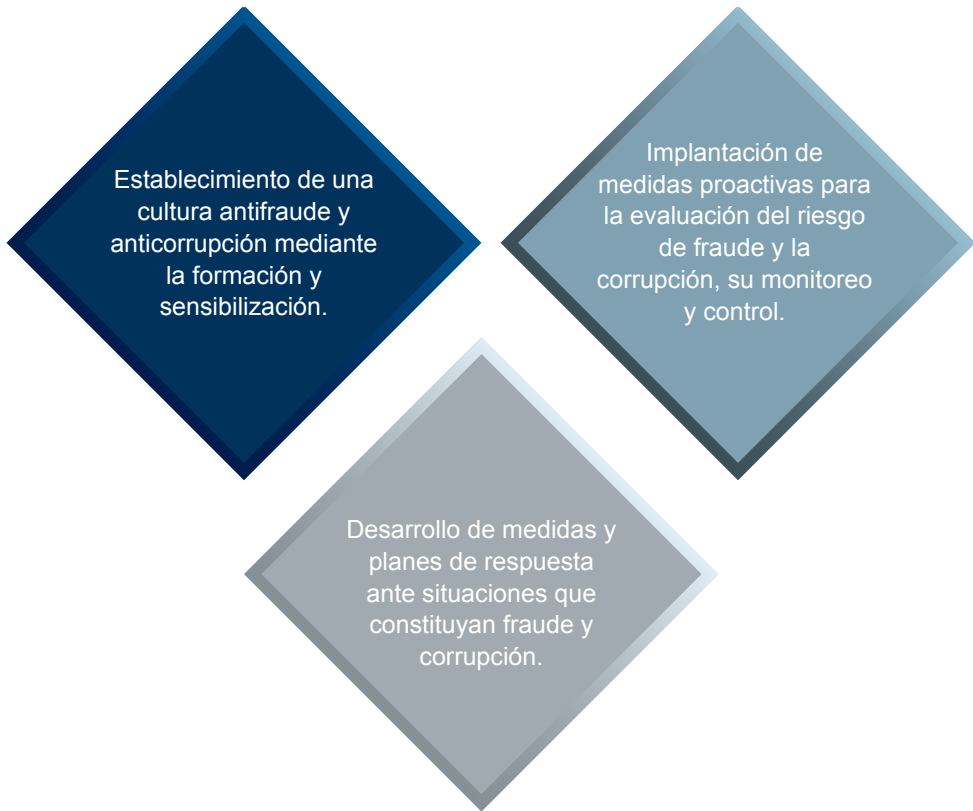 Establecimiento de una
cultura antifraude y
anticorrupción mediante
la formación y
sensibilización.
Implantación de
medidas proactivas para
la evaluación del riesgo
de fraude y la
corrupción, su monitoreo
y control.
Desarrollo de medidas y
planes de respuesta
ante situaciones que
constituyan fraude y
corrupción.